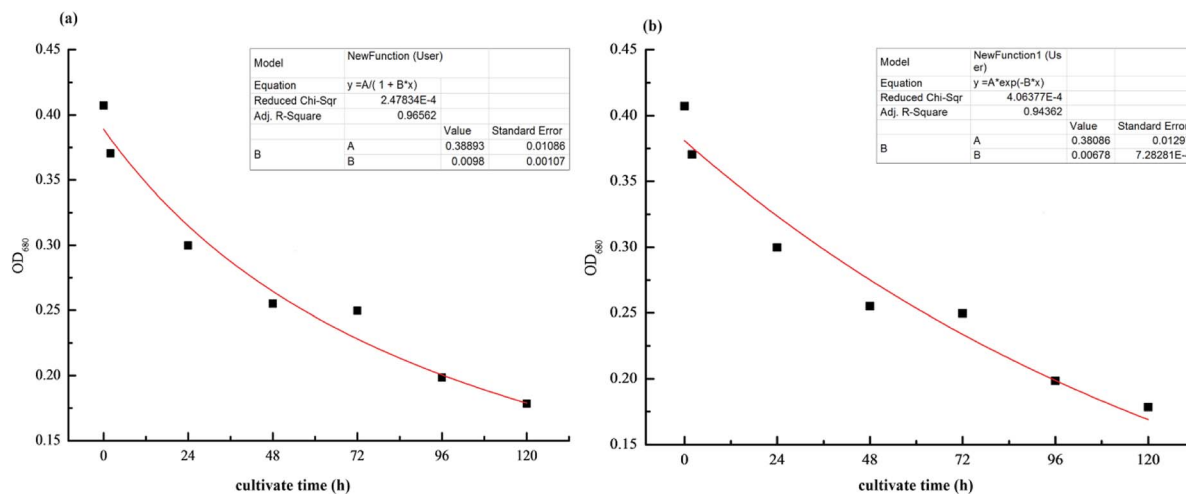 (a)
0.45
0.40
0.35
0.30
0.25
0.20
0.15
OD680
0 24 48 72 96 120
cultivate time (h)
Model NewFunction (User)
Equation y =A/( 1 + B*x)
Reduced Chi-Sqr 2.47834E-4
Adj. R-Square 0.96562
Value Standard Error
B A 0.38893 0.01086
B 0.0098 0.00107
(b)
0.45
0.40
0.35
0.30
0.25
0.20
0.15
OD680
0 24 48 72 96 120
cultivate time (h)
Model NewFunction1 (Us
er)
Equation y =A*exp(-B*x)
Reduced Chi-Sqr 4.06377E-4
Adj. R-Square 0.94362
Value Standard Error
B A 0.38086 0.01297
B 0.00678 7.28281E-4